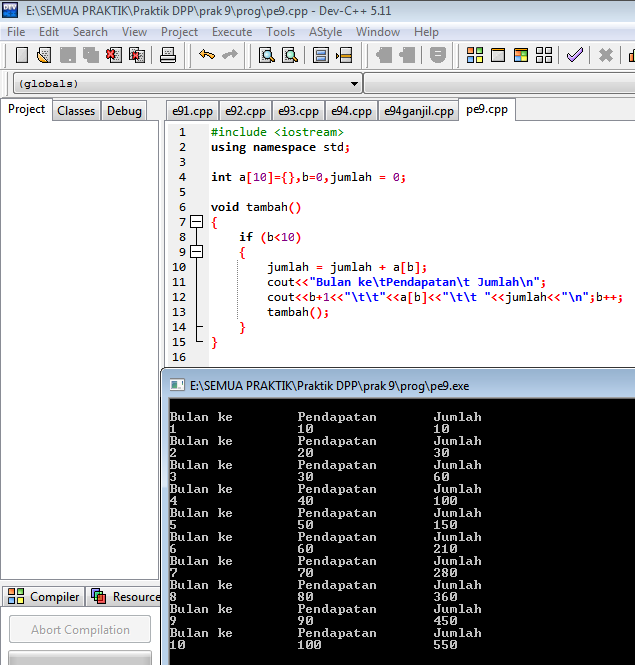 E:\SEMUA PRAKTIK\Praktik DPP\prak 9\prog\pe9.cpp - Dev-C++ 5.11
File Edit Search View Project Execute Tools AStyle Window Help
(globals)
Project Classes Debug
e91.cpp e92.cpp e93.cpp e94.cpp e94ganjil.cpp pe9.cpp
1 #include <iostream>
2 using namespace std;
3
4 int a[10]={},b=0,jumlah = 0;
5
6 void tambah()
7 {
8 if (b<10)
9 {
10 jumlah = jumlah + a[b];
11 cout<<"Bulan ke\tPendapatan\t Jumlah\n";
12 cout<<b+1<<"\t\t"<<a[b]<<"\t\t "<<jumlah<<"\n";b++;
13 tambah();
14 }
15 }
16
E:\SEMUA PRAKTIK\Praktik DPP\prak 9\prog\pe9.exe
Bulan ke Pendapatan Jumlah
1 10 10
Bulan ke Pendapatan Jumlah
2 20 30
Bulan ke Pendapatan Jumlah
3 30 60
Bulan ke Pendapatan Jumlah
4 40 100
Bulan ke Pendapatan Jumlah
5 50 150
Bulan ke Pendapatan Jumlah
6 60 210
Bulan ke Pendapatan Jumlah
7 70 280
Bulan ke Pendapatan Jumlah
8 80 360
Bulan ke Pendapatan Jumlah
9 90 450
Bulan ke Pendapatan Jumlah
10 100 550
Compiler Resource
Abort Compilation